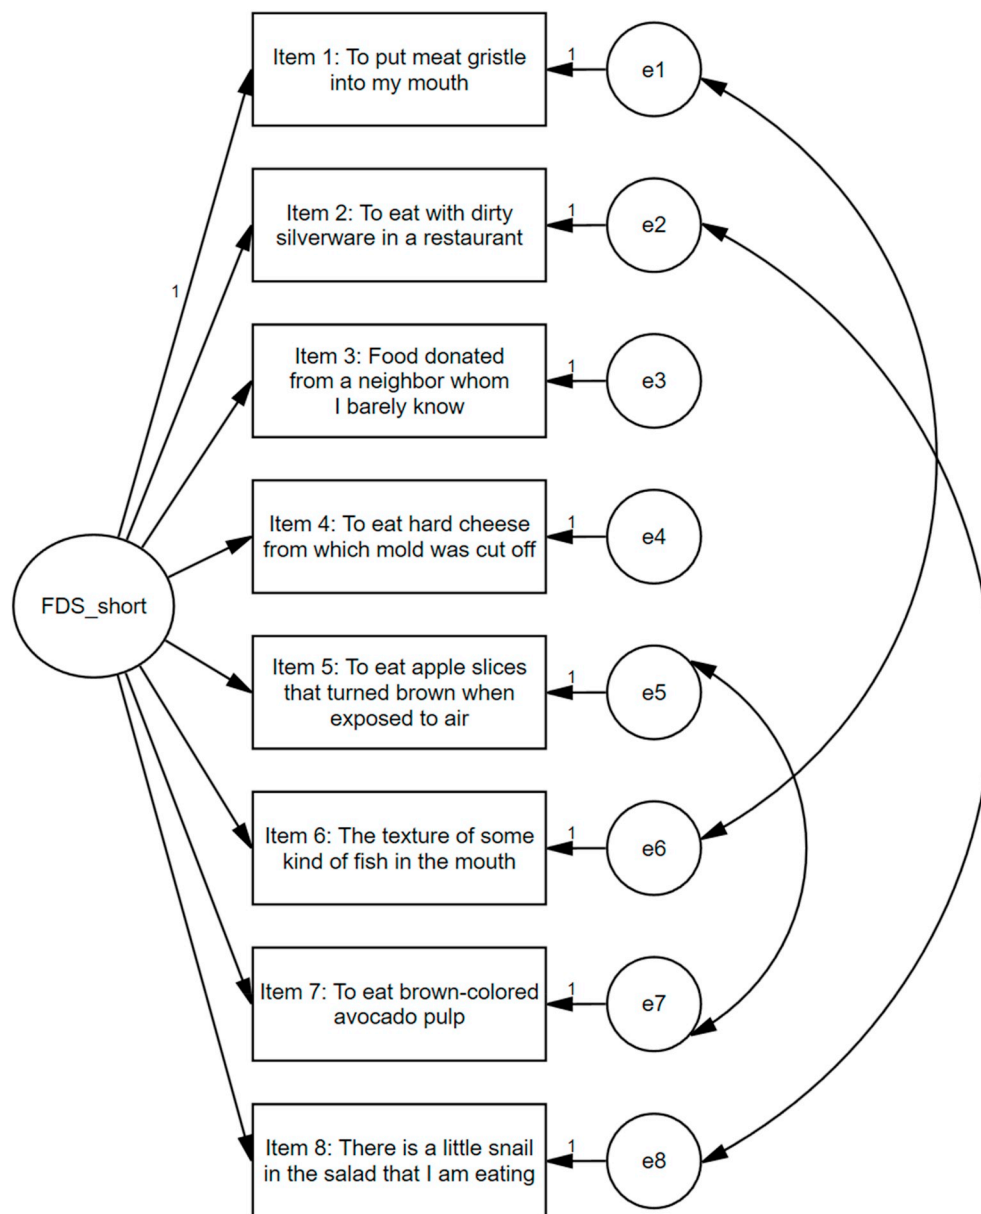 Item 1: To put meat gristle
into my mouth
1
e1
Item 2: To eat with dirty
silverware in a restaurant
1
e2
1
Item 3: Food donated
from a neighbor whom
I barely know
1
e3
Item 4: To eat hard cheese
from which mold was cut off
1
e4
FDS_short
Item 5: To eat apple slices
that turned brown when
exposed to air
1
e5
Item 6: The texture of some
kind of fish in the mouth
1
e6
Item 7: To eat brown-colored
avocado pulp
1
e7
Item 8: There is a little snail
in the salad that I am eating
1
e8